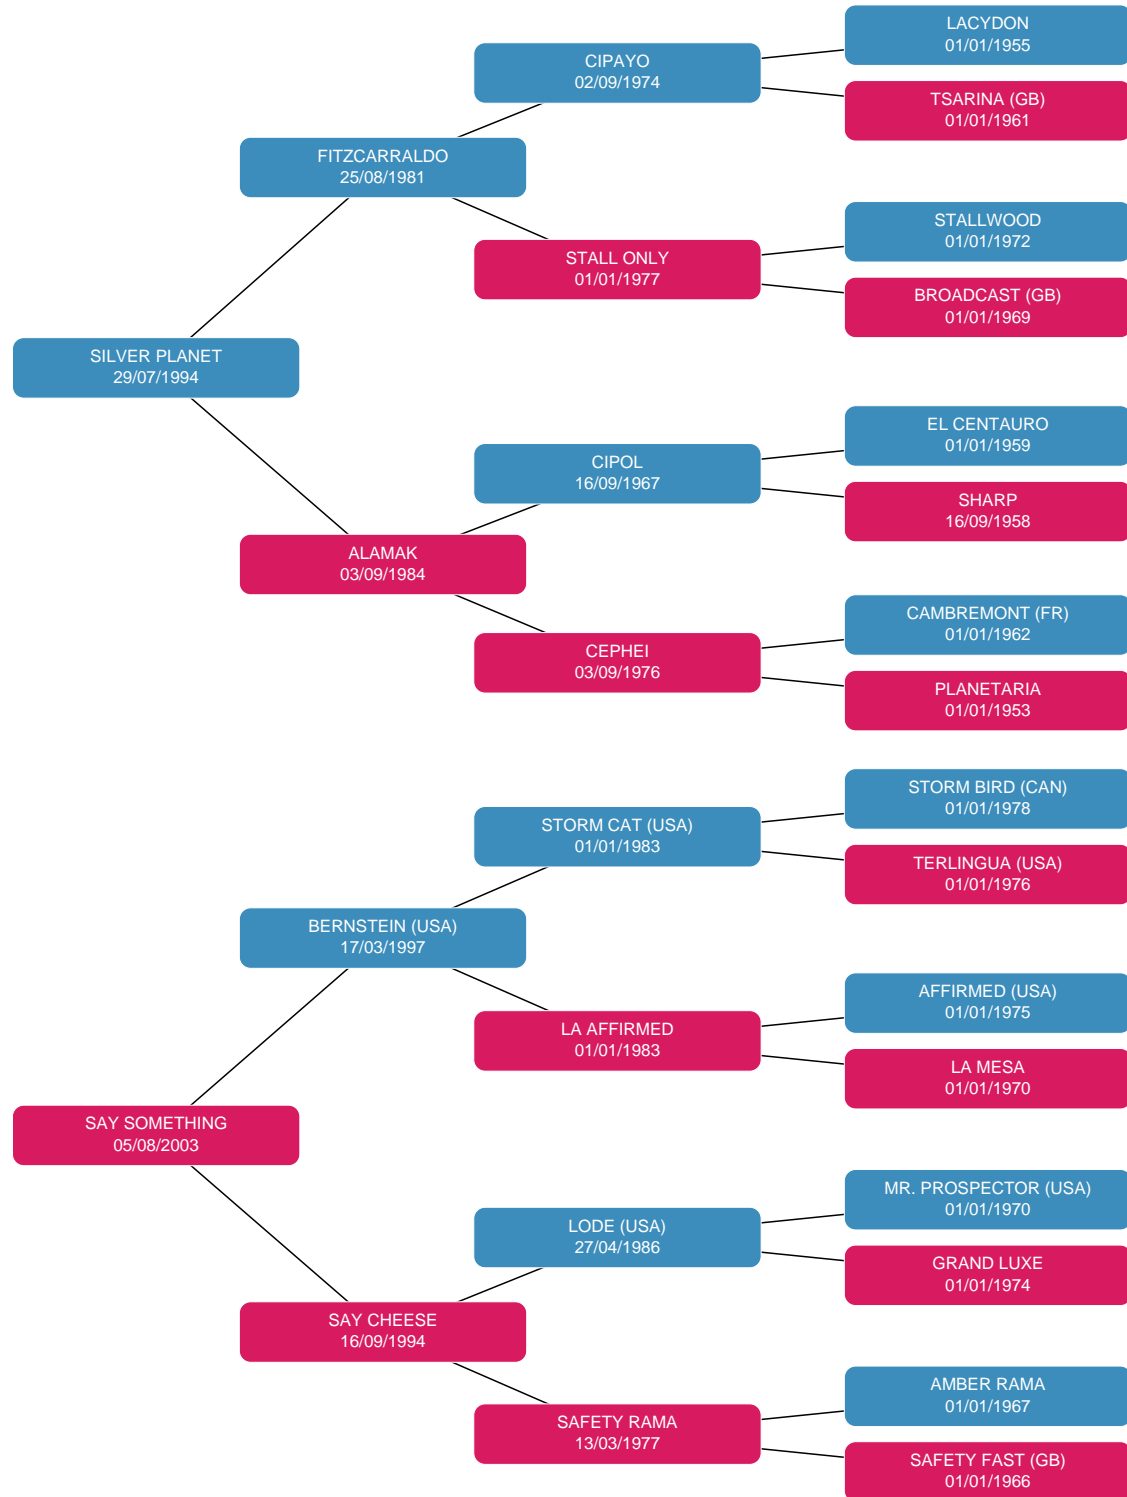 LACYDON
01/01/1955
CIPAYO
02/09/1974
TSARINA (GB)
01/01/1961
FITZCARRALDO
25/08/1981
STALLWOOD
01/01/1972
STALL ONLY
01/01/1977
BROADCAST (GB)
01/01/1969
SILVER PLANET
29/07/1994
EL CENTAURO
01/01/1959
CIPOL
16/09/1967
SHARP
16/09/1958
ALAMAK
03/09/1984
CAMBREMONT (FR)
01/01/1962
CEPHEI
03/09/1976
PLANETARIA
01/01/1953
STORM BIRD (CAN)
01/01/1978
STORM CAT (USA)
01/01/1983
TERLINGUA (USA)
01/01/1976
BERNSTEIN (USA)
17/03/1997
AFFIRMED (USA)
01/01/1975
LA AFFIRMED
01/01/1983
LA MESA
01/01/1970
SAY SOMETHING
05/08/2003
MR. PROSPECTOR (USA)
01/01/1970
LODE (USA)
27/04/1986
GRAND LUXE
01/01/1974
SAY CHEESE
16/09/1994
AMBER RAMA
01/01/1967
SAFETY RAMA
13/03/1977
SAFETY FAST (GB)
01/01/1966